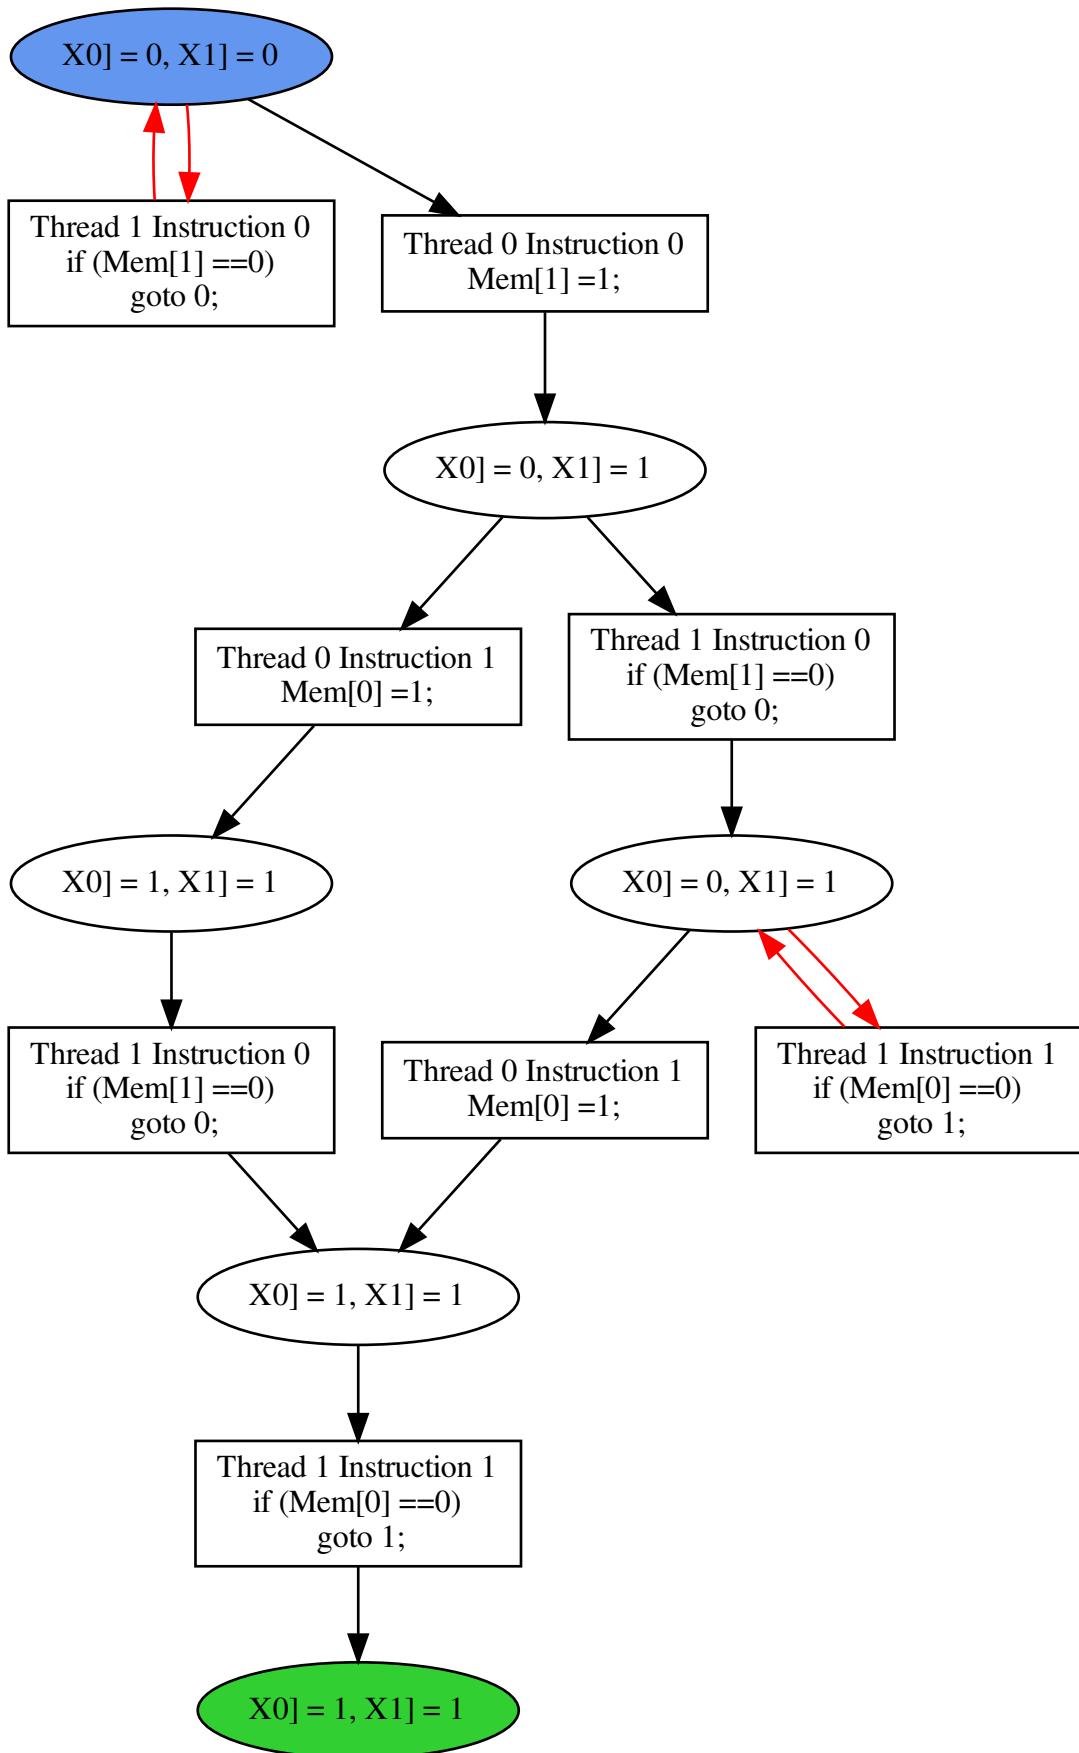 X0] = 0, X1] = 0
Thread 1 Instruction 0
if (Mem[1] ==0)
goto 0;
Thread 0 Instruction 0
Mem[1] =1;
X0] = 0, X1] = 1
Thread 0 Instruction 1
Mem[0] =1;
Thread 1 Instruction 0
if (Mem[1] ==0)
goto 0;
X0] = 1, X1] = 1
X0] = 0, X1] = 1
Thread 1 Instruction 0
if (Mem[1] ==0)
goto 0;
Thread 0 Instruction 1
Mem[0] =1;
Thread 1 Instruction 1
if (Mem[0] ==0)
goto 1;
X0] = 1, X1] = 1
Thread 1 Instruction 1
if (Mem[0] ==0)
goto 1;
X0] = 1, X1] = 1